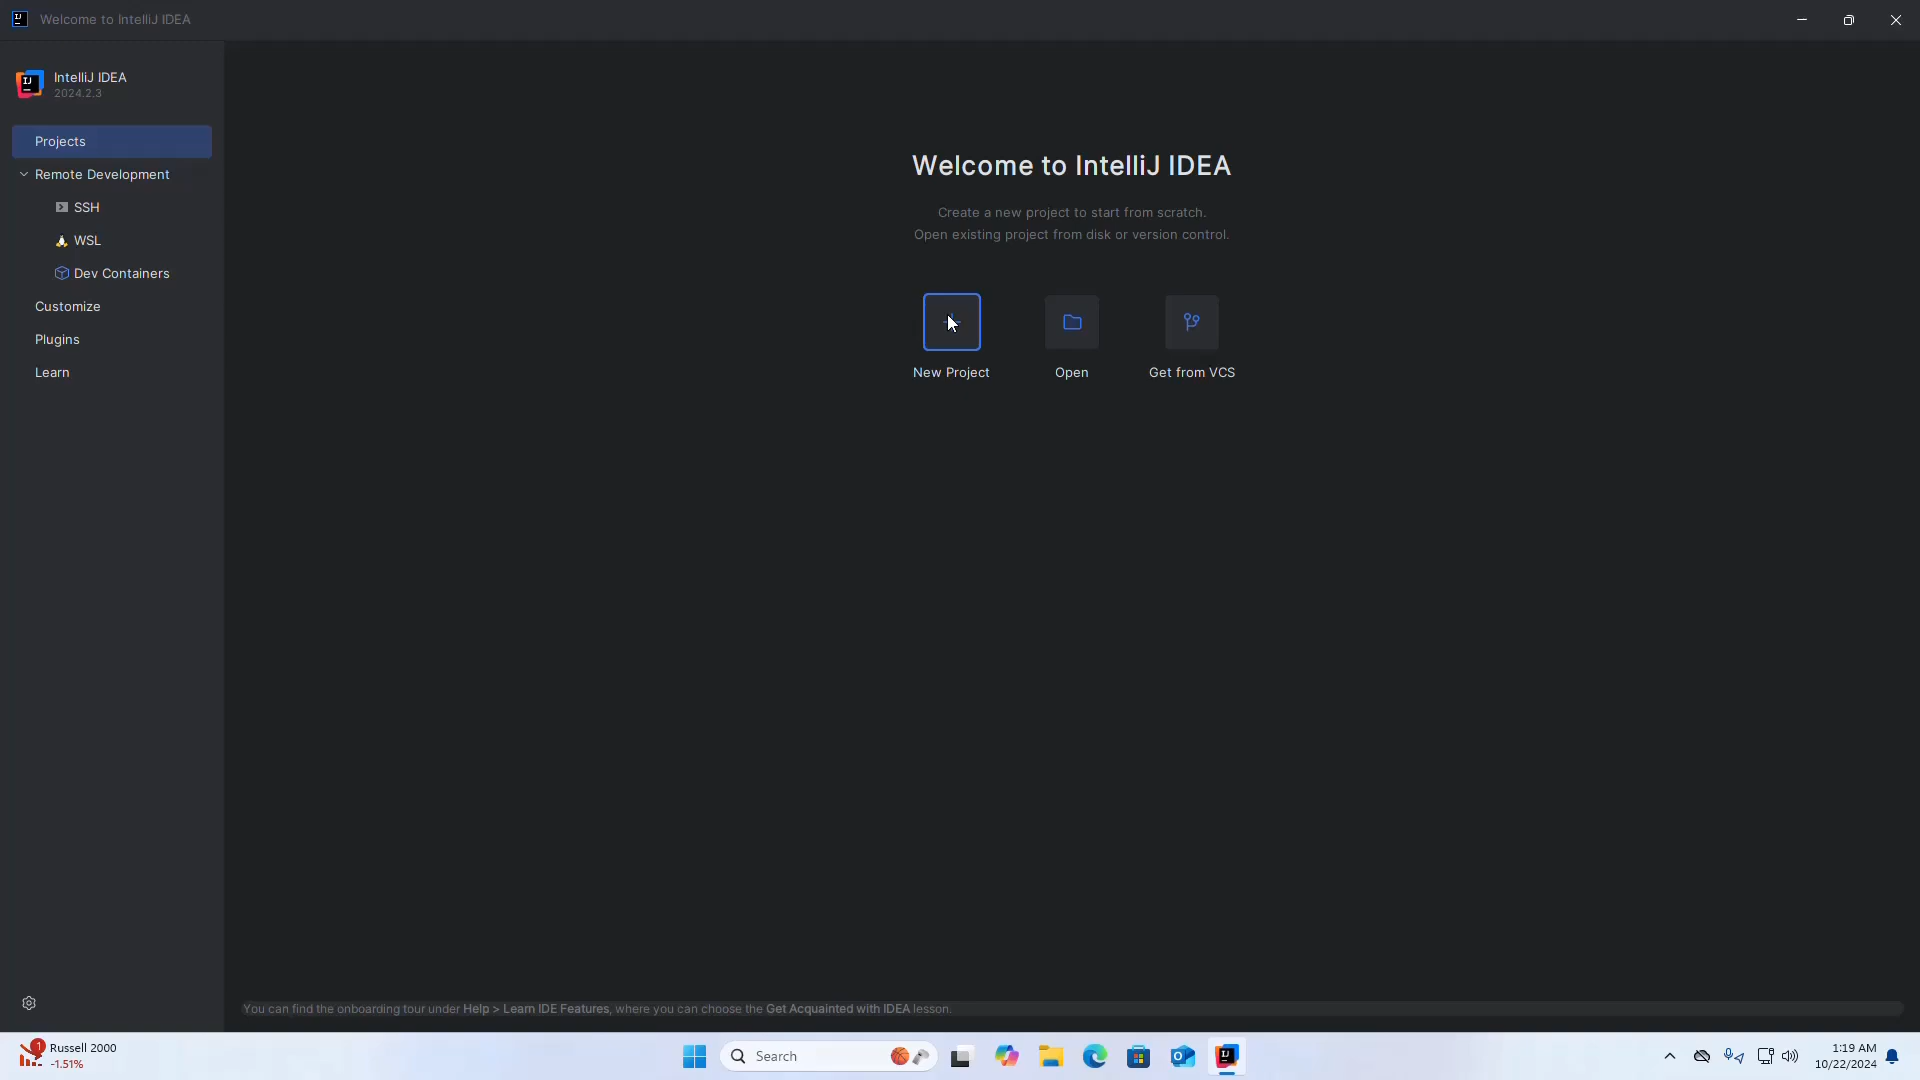 Welcome to IntelliJ IDEA
IntelliJ IDEA
2024.2.3
Projects
Remote Development
SSH
WSL
Dev Containers
Customize
Plugins
Learn
Welcome to IntelliJ IDEA
Create a new project to start from scratch.
Open existing project from disk or version control.
New Project
Open
Get from VCS
You can find the onboarding tour under Help > Learn IDE Features, where you can choose the Get Acquainted with IDEA lesson.
1
Russell 2000
-1.51%
Search
1:19 AM
10/22/2024